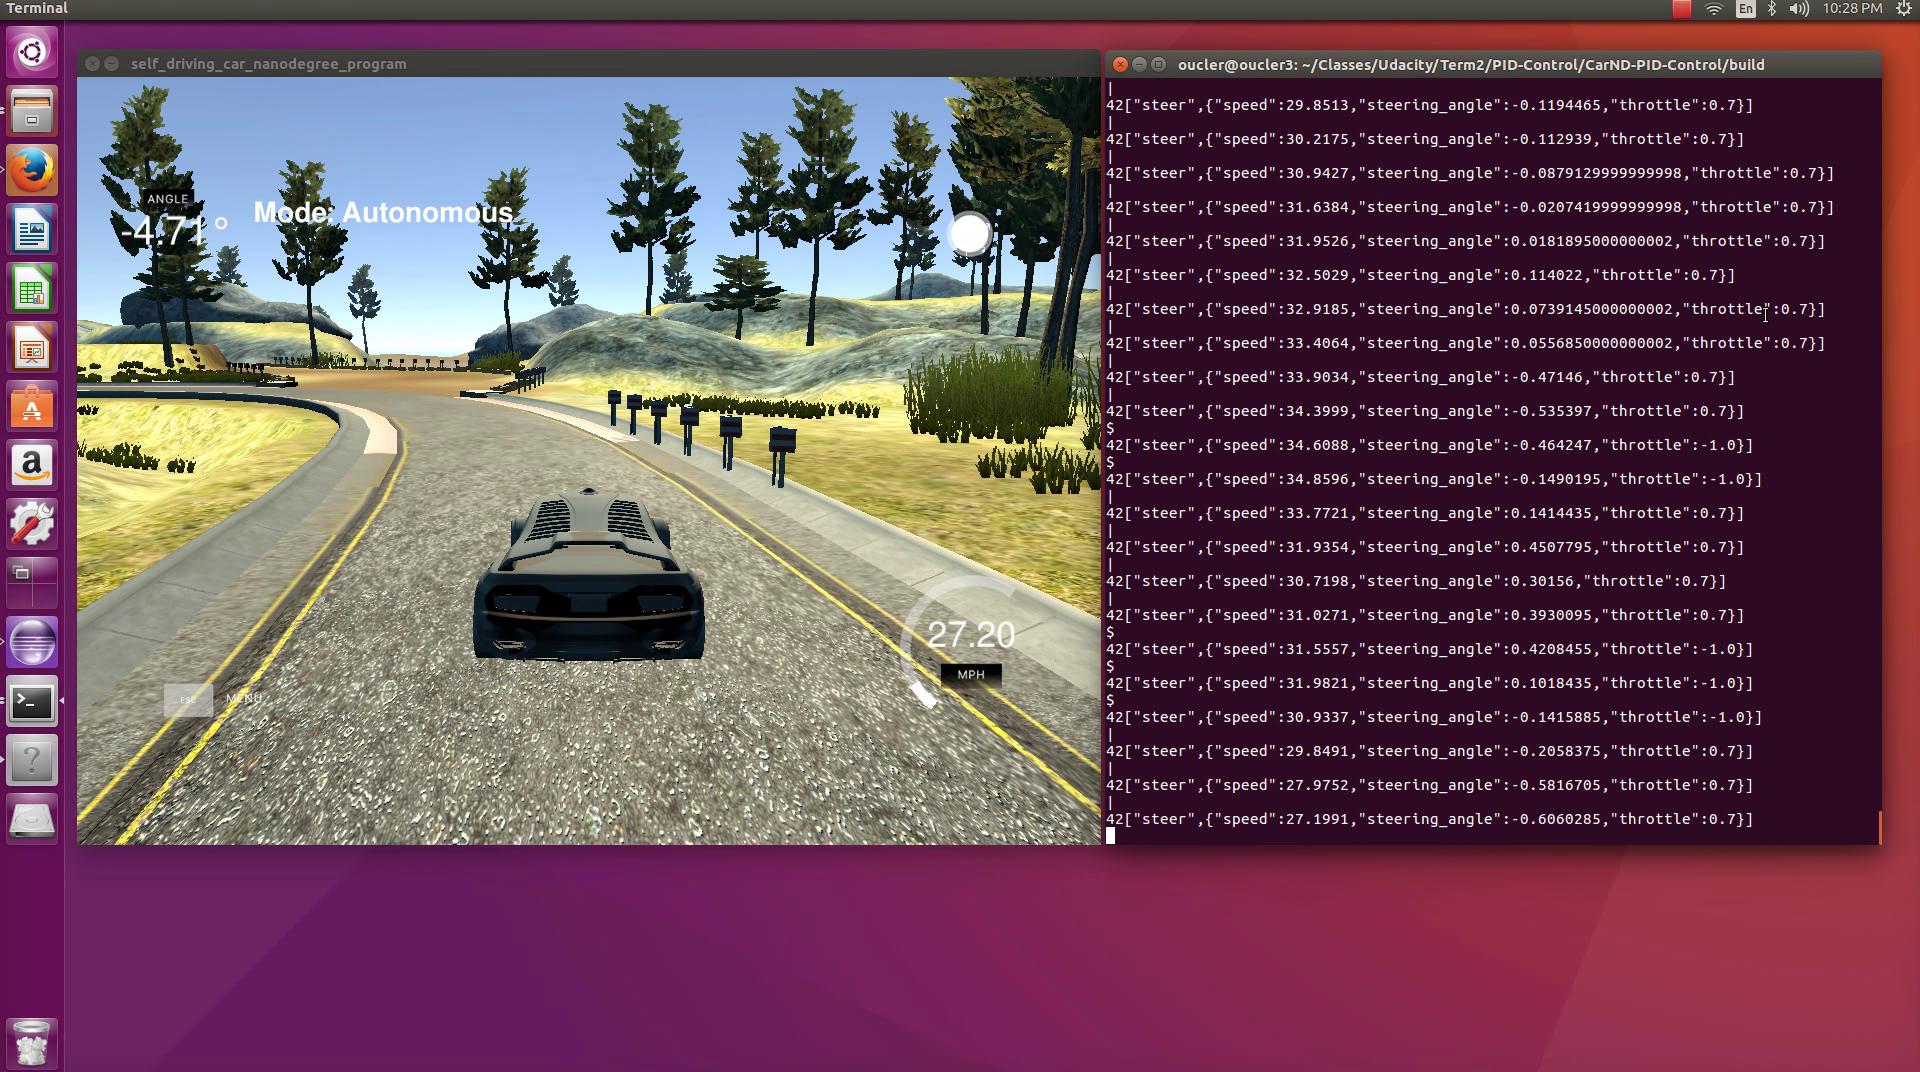 Terminal
En
10:28 PM
self_driving_car_nanodegree_program
ANGLE
-4.71°
Mode: Autonomous
27.20
MPH
ESC
MENU
a
>_
?
oucler@oucler3: ~/Classes/Udacity/Term2/PID-Control/CarND-PID-Control/build
|
42["steer",{"speed":29.8513,"steering_angle":-0.1194465,"throttle":0.7}]
|
42["steer",{"speed":30.2175,"steering_angle":-0.112939,"throttle":0.7}]
|
42["steer",{"speed":30.9427,"steering_angle":-0.0879129999999998,"throttle":0.7}]
|
42["steer",{"speed":31.6384,"steering_angle":-0.0207419999999998,"throttle":0.7}]
|
42["steer",{"speed":31.9526,"steering_angle":0.0181895000000002,"throttle":0.7}]
|
42["steer",{"speed":32.5029,"steering_angle":0.114022,"throttle":0.7}]
|
42["steer",{"speed":32.9185,"steering_angle":0.0739145000000002,"throttle":0.7}]
|
42["steer",{"speed":33.4064,"steering_angle":0.0556850000000002,"throttle":0.7}]
|
42["steer",{"speed":33.9034,"steering_angle":-0.47146,"throttle":0.7}]
|
42["steer",{"speed":34.3999,"steering_angle":-0.535397,"throttle":0.7}]
$
42["steer",{"speed":34.6088,"steering_angle":-0.464247,"throttle":-1.0}]
$
42["steer",{"speed":34.8596,"steering_angle":-0.1490195,"throttle":-1.0}]
|
42["steer",{"speed":33.7721,"steering_angle":0.1414435,"throttle":0.7}]
|
42["steer",{"speed":31.9354,"steering_angle":0.4507795,"throttle":0.7}]
|
42["steer",{"speed":30.7198,"steering_angle":0.30156,"throttle":0.7}]
|
42["steer",{"speed":31.0271,"steering_angle":0.3930095,"throttle":0.7}]
$
42["steer",{"speed":31.5557,"steering_angle":0.4208455,"throttle":-1.0}]
$
42["steer",{"speed":31.9821,"steering_angle":0.1018435,"throttle":-1.0}]
$
42["steer",{"speed":30.9337,"steering_angle":-0.1415885,"throttle":-1.0}]
|
42["steer",{"speed":29.8491,"steering_angle":-0.2058375,"throttle":0.7}]
|
42["steer",{"speed":27.9752,"steering_angle":-0.5816705,"throttle":0.7}]
|
42["steer",{"speed":27.1991,"steering_angle":-0.6060285,"throttle":0.7}]